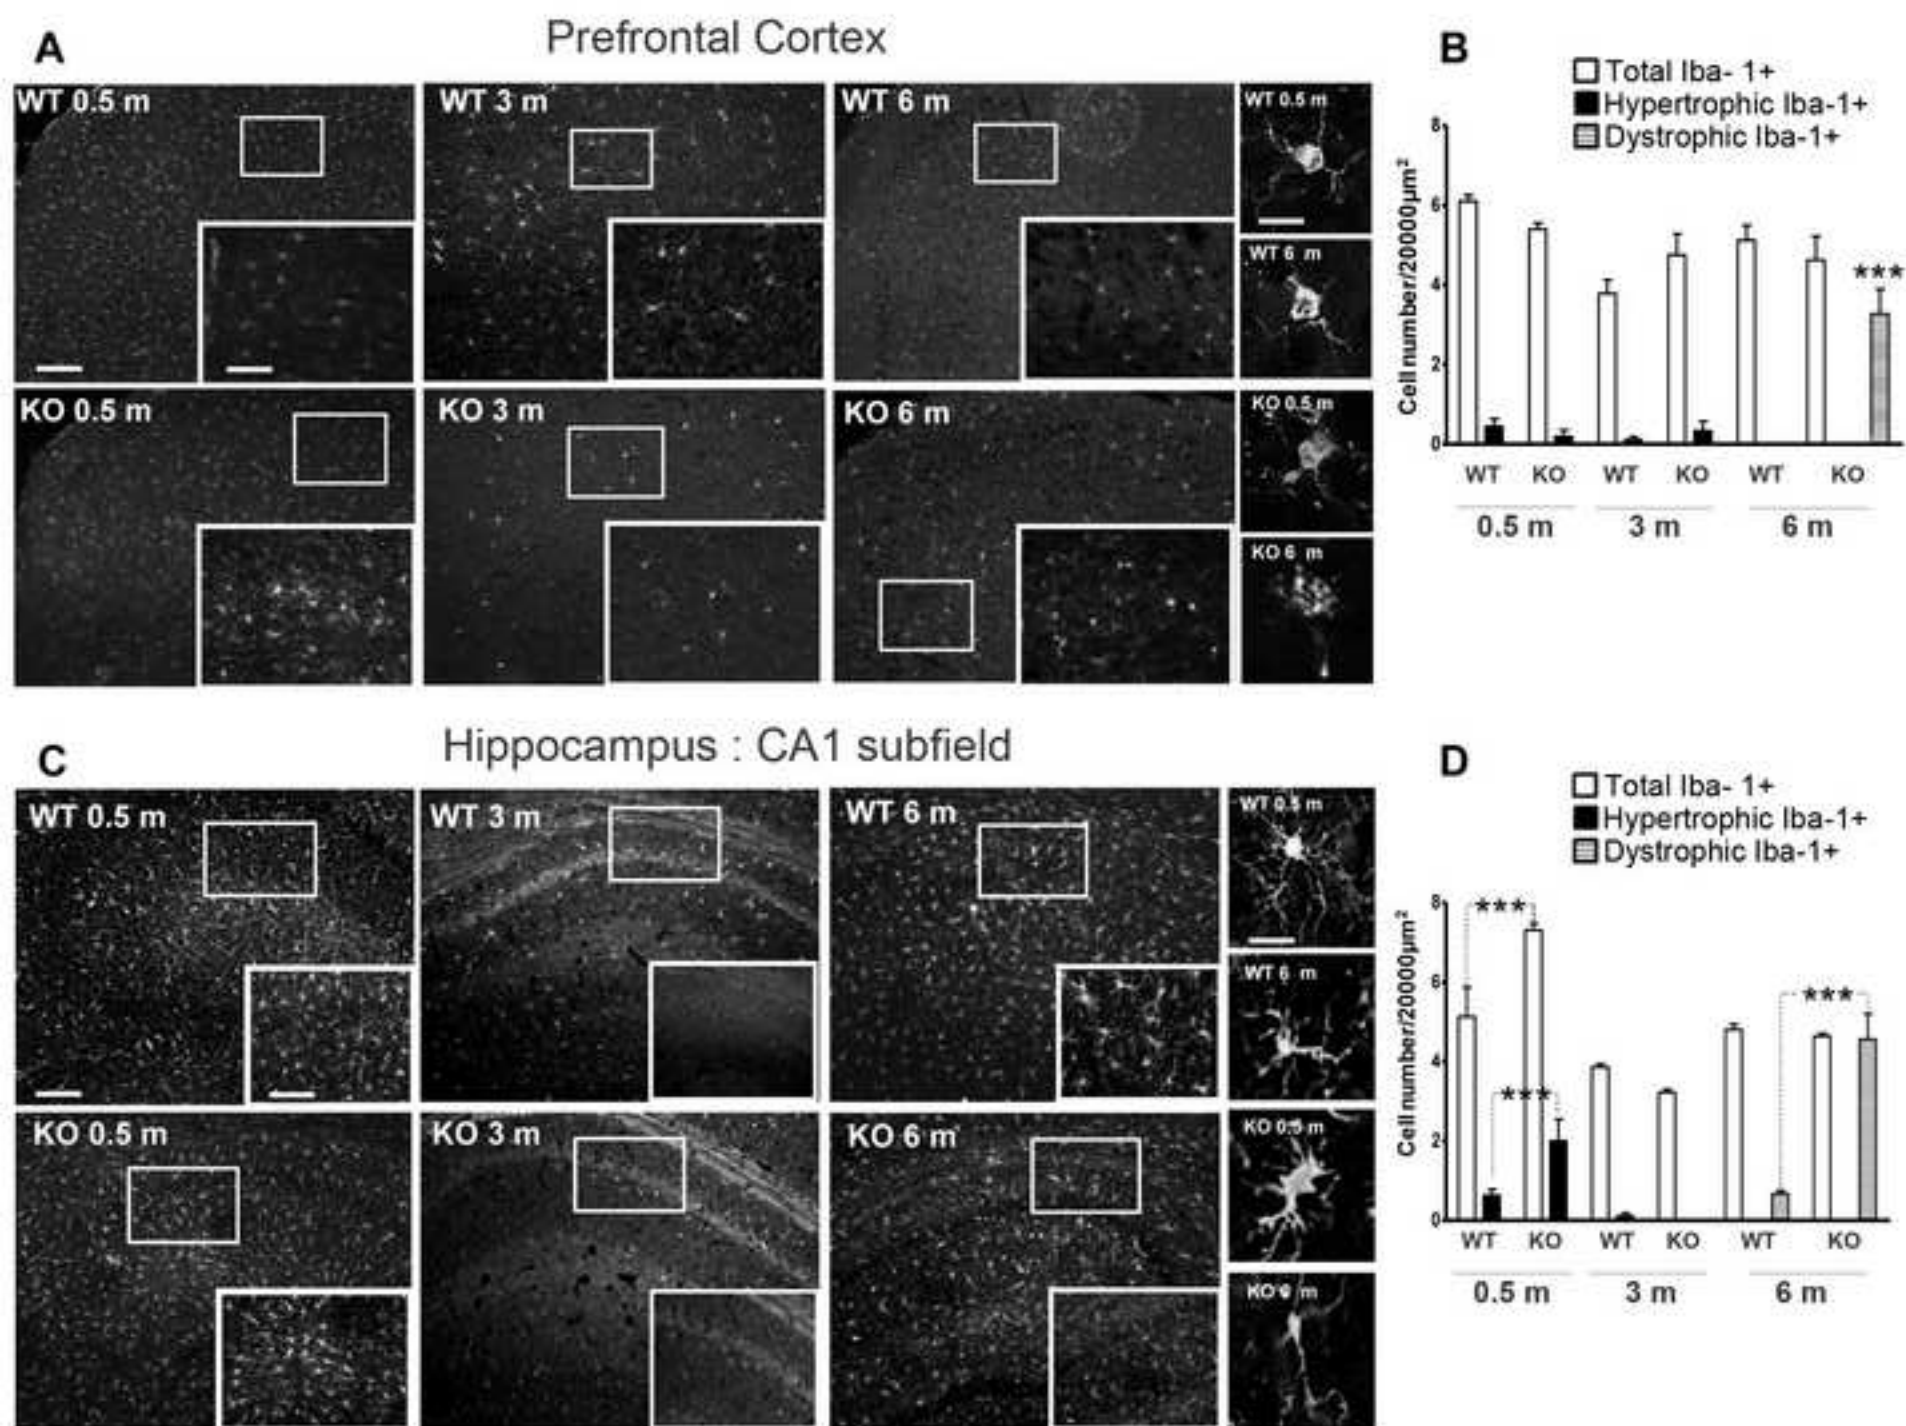 A
Prefrontal Cortex
WT 0.5 m
WT 3 m
WT 6 m
WT 0.5 m
WT 6 m
KO 0.5 m
KO 3 m
KO 6 m
KO 0.5 m
KO 6 m
B
Total Iba- 1+
Hypertrophic Iba-1+
Dystrophic Iba-1+
Cell number/20000µm²
8
6
4
2
0
***
WT KO WT KO WT KO
0.5 m 3 m 6 m
C
Hippocampus : CA1 subfield
WT 0.5 m
WT 3 m
WT 6 m
WT 0.5 m
WT 6 m
KO 0.5 m
KO 3 m
KO 6 m
KO 0.5 m
KO 6 m
D
Total Iba- 1+
Hypertrophic Iba-1+
Dystrophic Iba-1+
Cell number/20000µm²
8
6
4
2
0
***
***
***
WT KO WT KO WT KO
0.5 m 3 m 6 m